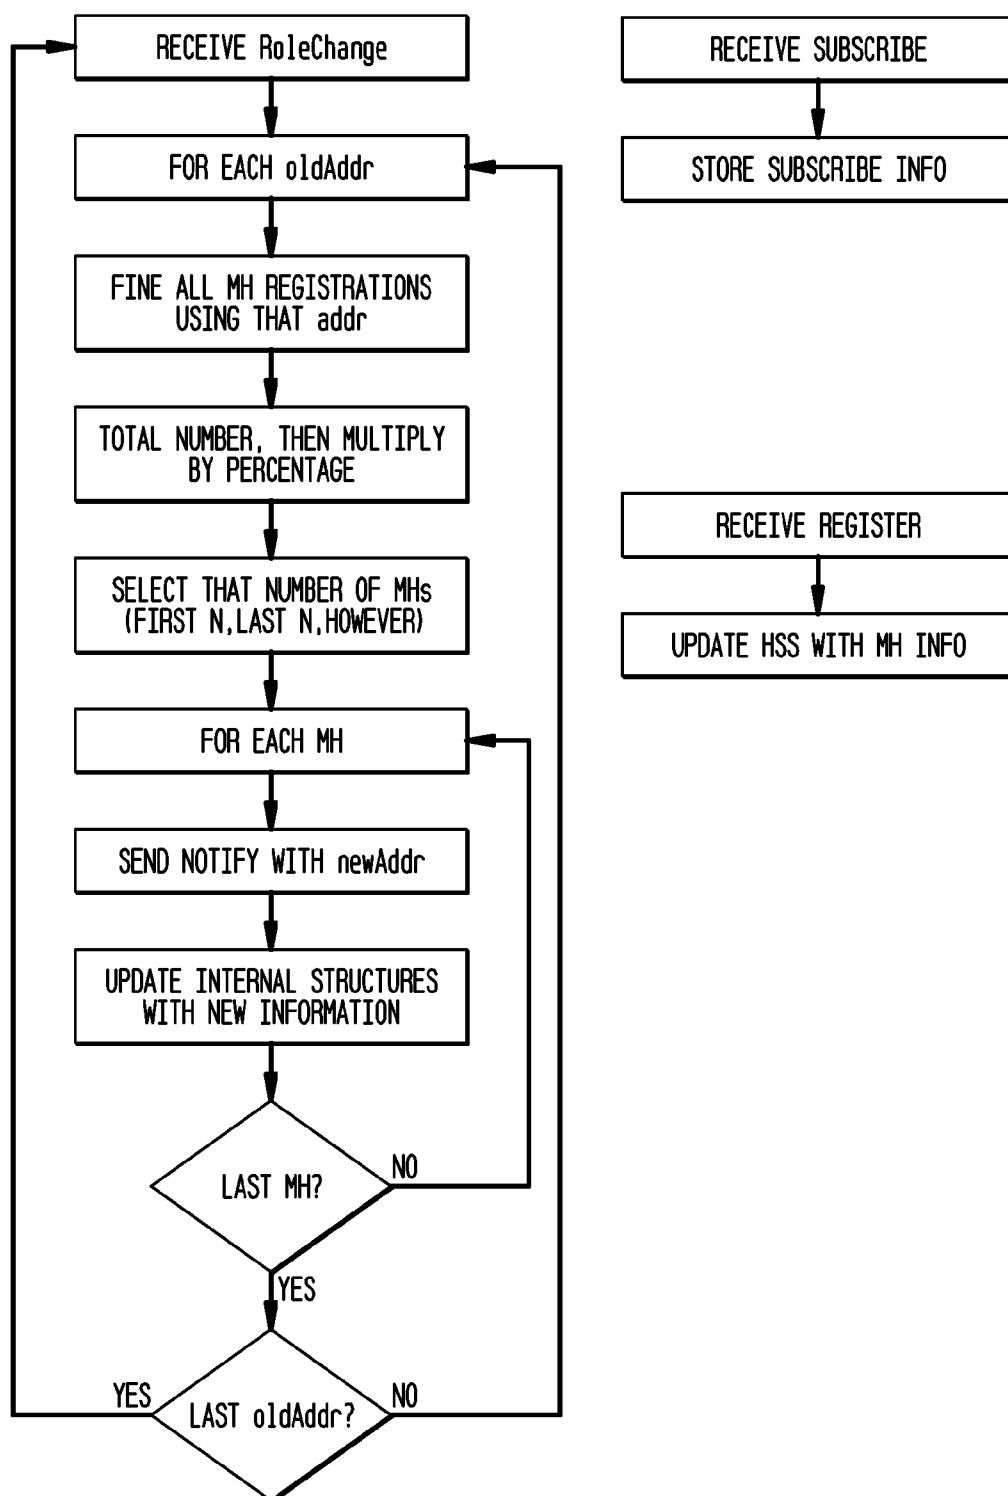 RECEIVE RoleChange
FOR EACH oldAddr
FINE ALL MH REGISTRATIONS
USING THAT addr
TOTAL NUMBER, THEN MULTIPLY
BY PERCENTAGE
SELECT THAT NUMBER OF MHs
(FIRST N,LAST N,HOWEVER)
FOR EACH MH
SEND NOTIFY WITH newAddr
UPDATE INTERNAL STRUCTURES
WITH NEW INFORMATION
LAST MH?
NO
YES
LAST oldAddr?
YES
NO
RECEIVE SUBSCRIBE
STORE SUBSCRIBE INFO
RECEIVE REGISTER
UPDATE HSS WITH MH INFO